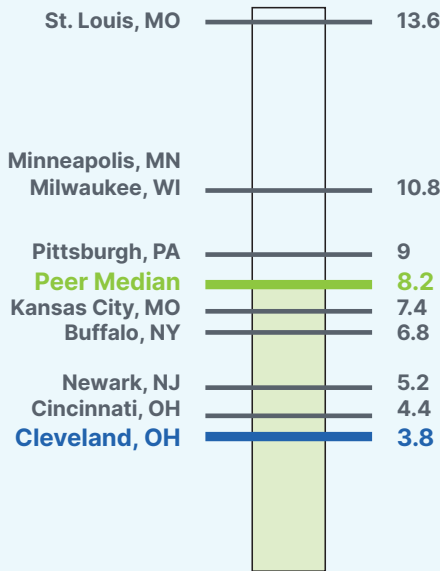 St. Louis, MO 13.6
Minneapolis, MN
Milwaukee, WI 10.8
Pittsburgh, PA 9
Peer Median 8.2
Kansas City, MO 7.4
Buffalo, NY 6.8
Newark, NJ 5.2
Cincinnati, OH 4.4
Cleveland, OH 3.8